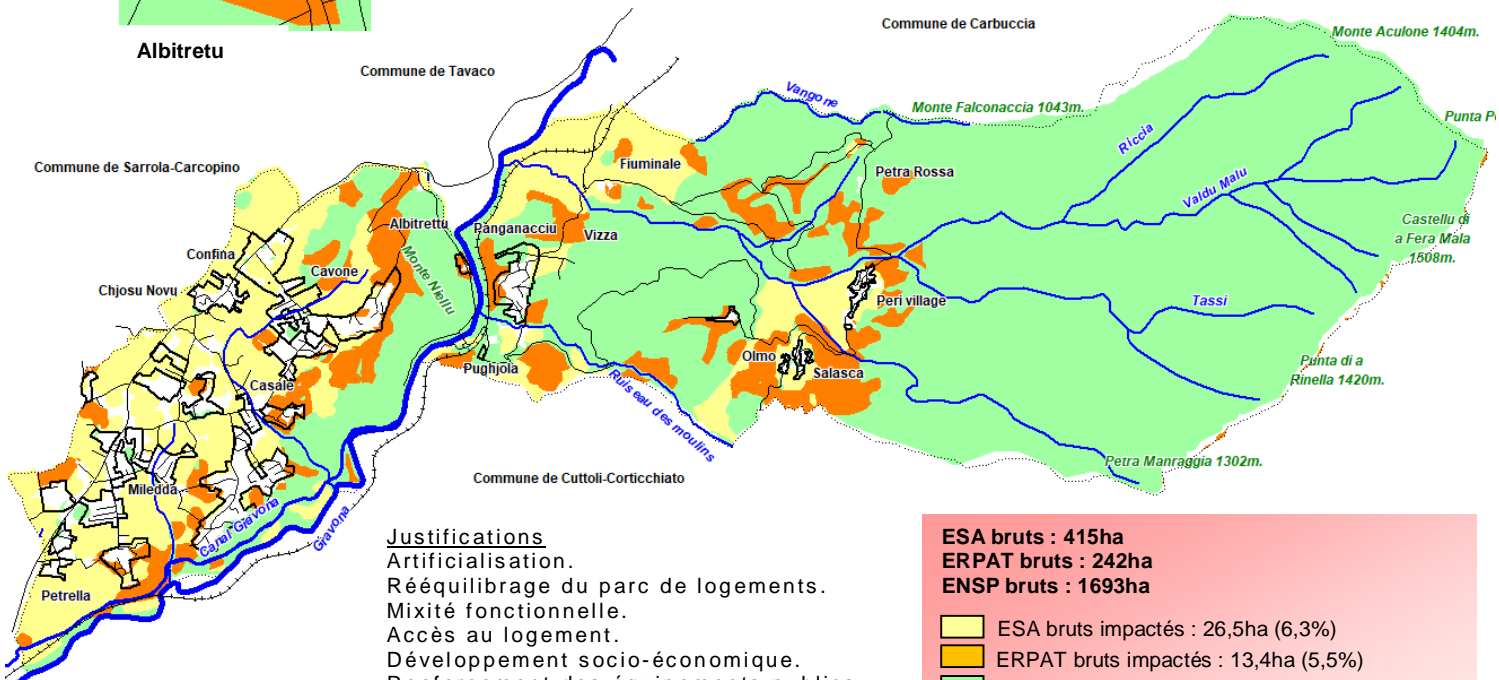 Albitretu
Commune de Carbuccia
Monte Aculone 1404m.
Commune de Tavaco
Vangone
Monte Falconaccia 1043m.
Riccia
Commune de Sarrola-Carcopino
Fiuminale
Petra Rossa
Valdu Malu
Albitrettu
Panganacciu
Vizza
Castellu di
a Fera Mala
1508m.
Confina
Cavone
Monte Niellu
Chjosu Novu
Peri village
Tassi
Pughjola
Olmo
Salasca
Punta di a
Rinella 1420m.
Casale
Ruiseau des moulins
Petra Manraggia 1302m.
Commune de Cuttoli-Corticchiato
Miledda
Canal Gravona
Gravona
Petrella
Justifications
Artificialisation.
Rééquilibrage du parc de logements.
Mixité fonctionnelle.
Accès au logement.
Développement socio-économique.
ESA bruts : 415ha
ERPAT bruts : 242ha
ENSP bruts : 1693ha
ESA bruts impactés : 26,5ha (6,3%)
ERPAT bruts impactés : 13,4ha (5,5%)